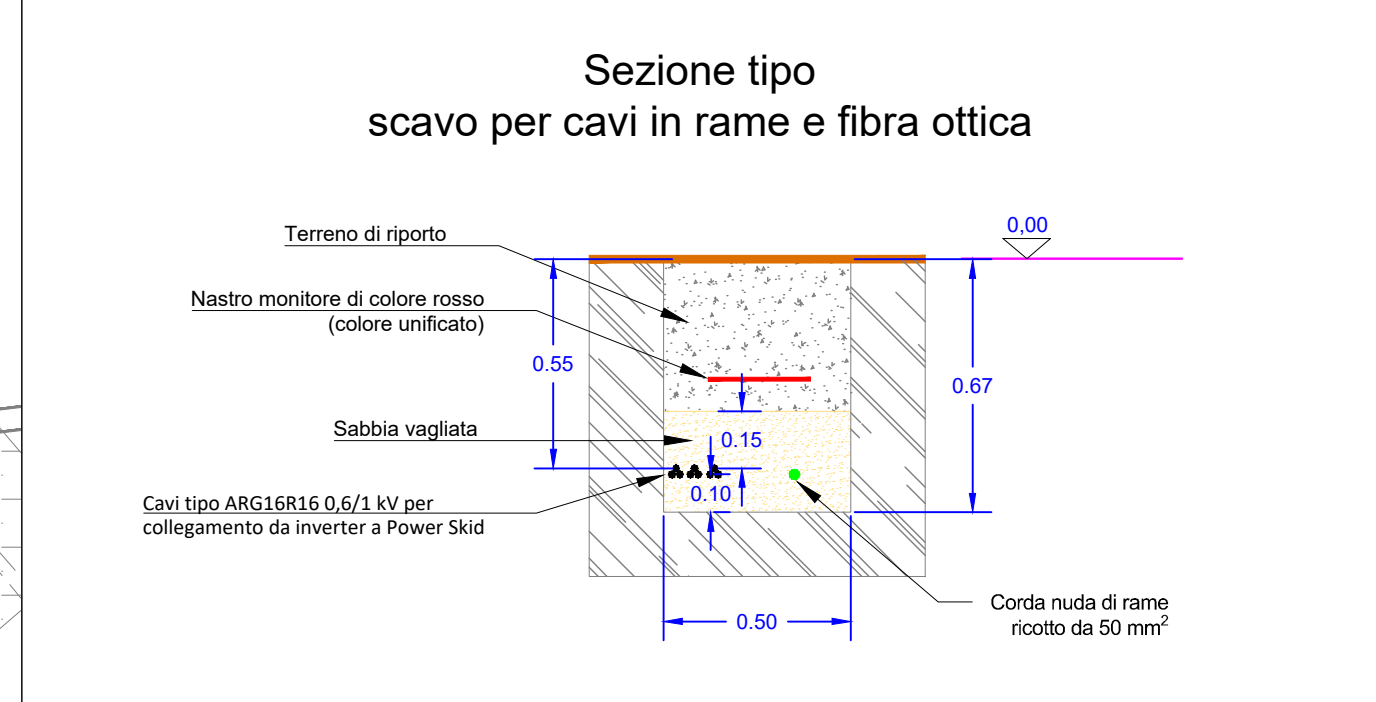 Sezione tipo
scavo per cavi in rame e fibra ottica
0,00
Terreno di riporto
Nastro monitore di colore rosso
(colore unificato)
0.55
0.67
Sabbia vagliata
0.15
0.10
Cavi tipo ARG16R16 0,6/1 kV per
collegamento da inverter a Power Skid
0.50
Corda nuda di rame
ricotto da 50 mm²